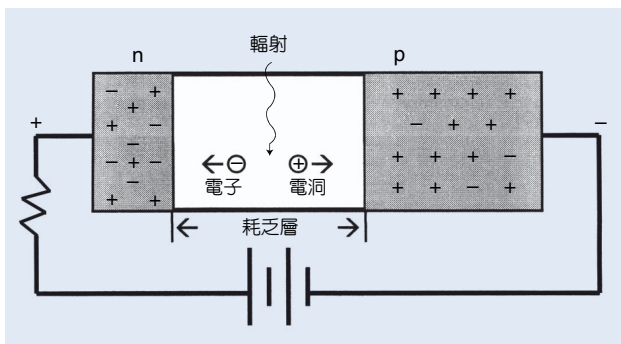 輻射
n
p
+
−
− +
+
+ −
−
− + −
−
+ +
+ + + +
− + +
+ + + −
+ + − +
← ⊖
⊕ →
電子
電洞
← 耗乏層 →